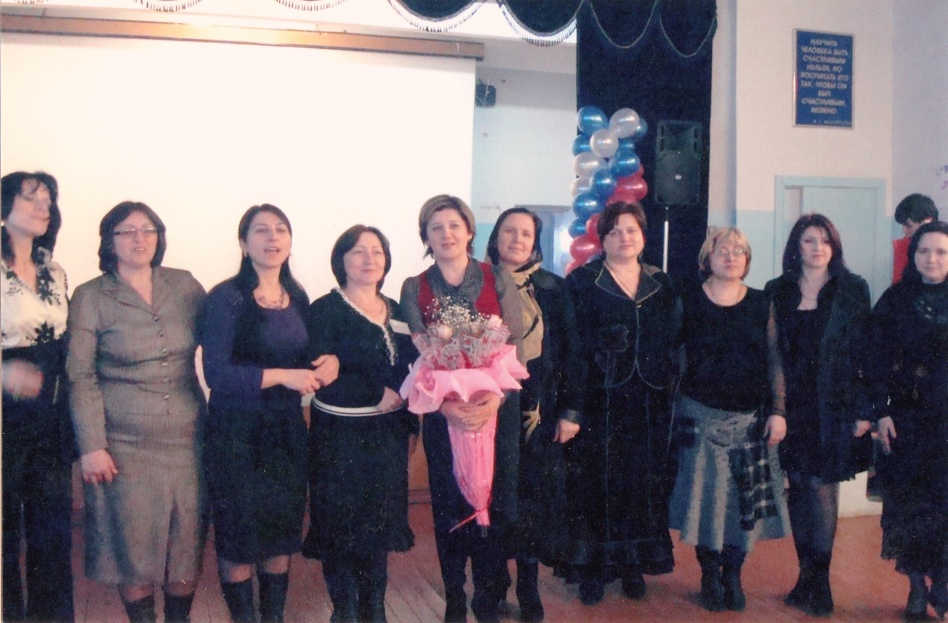 НАУЧИТЬ
ЧЕЛОВЕКА БЫТЬ
СЧАСТЛИВЫМ
НЕЛЬЗЯ, НО
ВОСПИТАТЬ ЕГО
ТАК, ЧТОБЫ ОН
БЫЛ
СЧАСТЛИВЫМ,
МОЖНО.